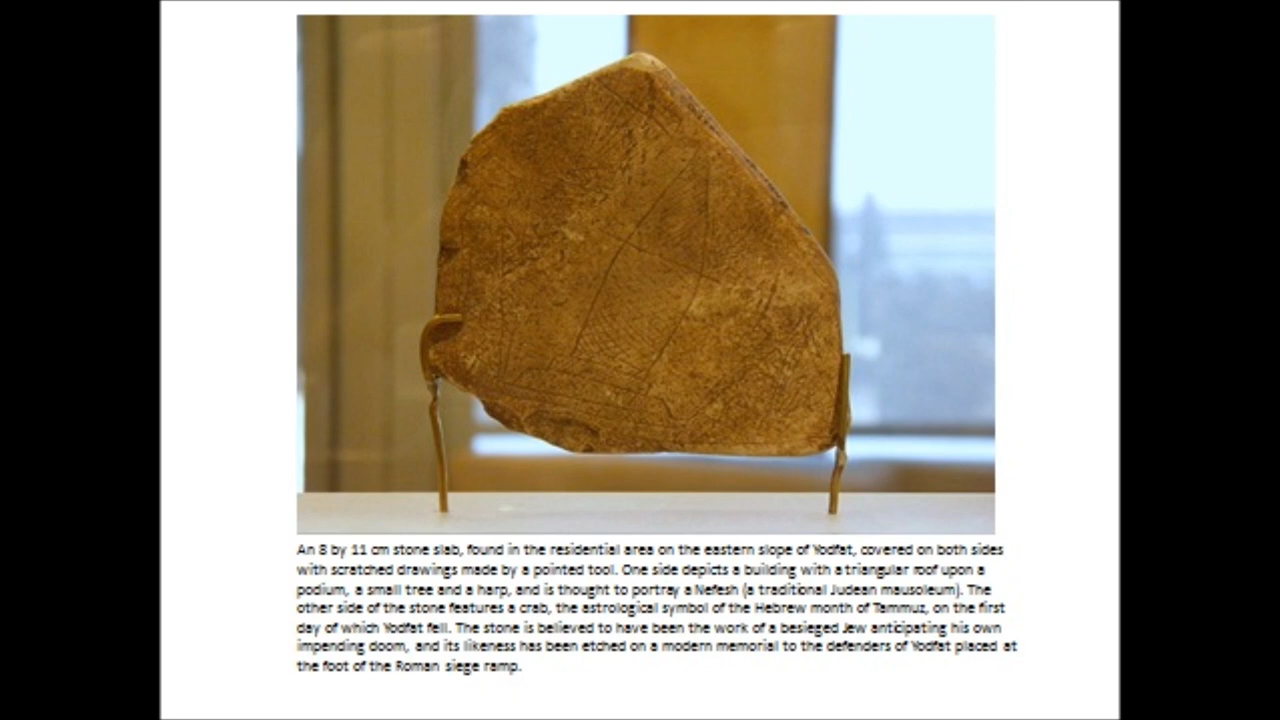 An 8 by 11 cm stone slab, found in the residential area on the eastern slope of Yodfat, covered on both sides
with scratched drawings made by a pointed tool. One side depicts a building with a triangular roof upon a
podium, a small tree and a harp, and is thought to portray a Nefesh (a traditional Judean mausoleum). The
other side of the stone features a crab, the astrological symbol of the Hebrew month of Tammuz, on the first
day of which Yodfat fell. The stone is believed to have been the work of a besieged Jew anticipating his own
impending doom, and its likeness has been etched on a modern memorial to the defenders of Yodfat placed at
the foot of the Roman siege ramp.